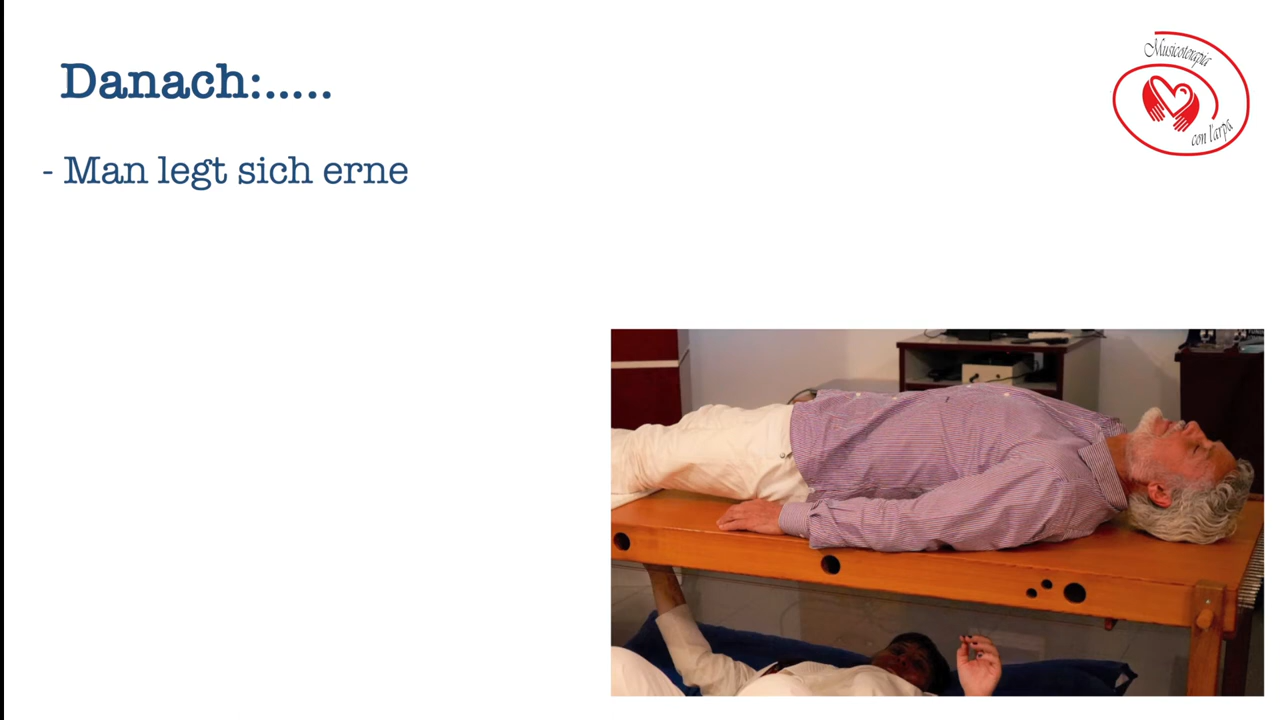 Danach:.....
- Man legt sich erne
Musicoterapia
con l'arpa